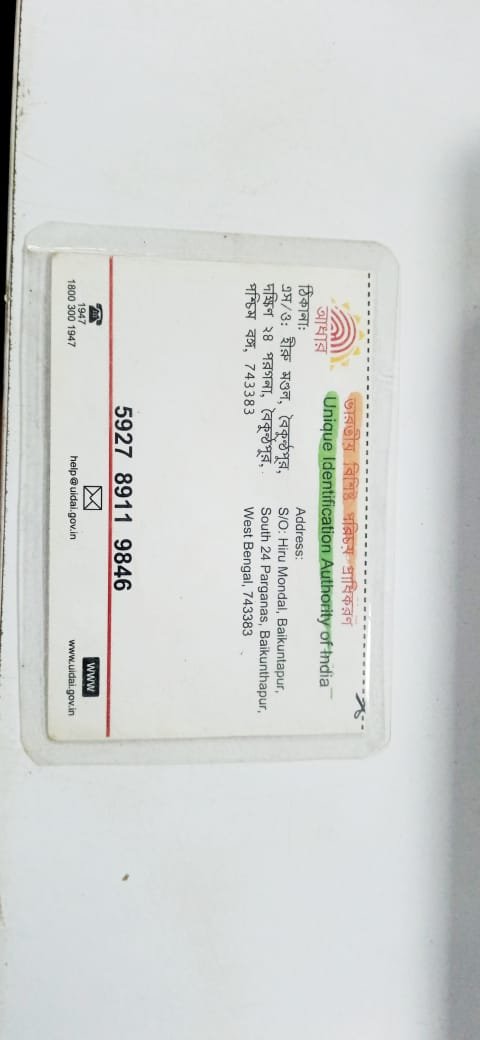 ভারতীয় বিশিষ্ট পরিচয় প্রাধিকরণ
Unique Identification Authority of India
আধার
ঠিকানা:
এস/ও: হীরু মণ্ডল, বৈকুন্ঠপুর,
দক্ষিন ২৪ পরগনা, বৈকুন্ঠপুর,
পশ্চিম বঙ্গ, 743383
Address:
S/O: Hiru Mondal, Baikuntapur,
South 24 Parganas, Baikunthapur,
West Bengal, 743383
5927 8911 9846
1947
1800 300 1947
help@uidai.gov.in
www
www.uidai.gov.in